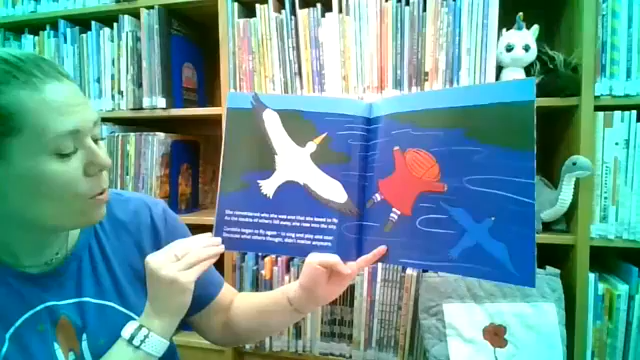 She remembered who she was and that she loved to fly.
As the doubts of others fell away, she rose into the sky.
Cordelia began to fly again – to sing and play and soar.
Because what others thought, didn't matter anymore.